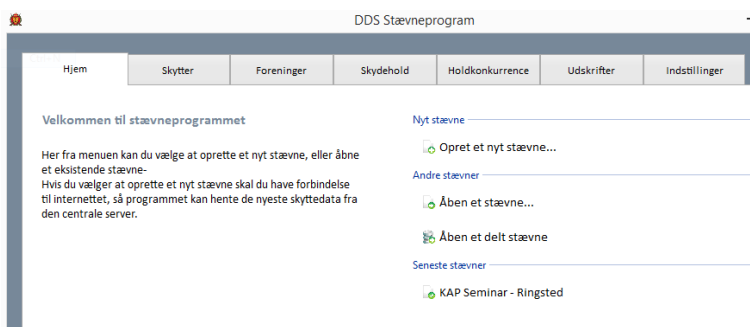 DDS Stævneprogram
Hjem
Skytter
Foreninger
Skydehold
Holdkonkurrence
Udskrifter
Indstillinger
Velkommen til stævneprogrammet
Her fra menuen kan du vælge at oprette et nyt stævne, eller åbne
et eksistende stævne-
Hvis du vælger at oprette et nyt stævne skal du have forbindelse
til internettet, så programmet kan hente de nyeste skyttedata fra
den centrale server.
Nyt stævne
Opret et nyt stævne...
Andre stævner
Åben et stævne...
Åben et delt stævne
Seneste stævner
KAP Seminar - Ringsted